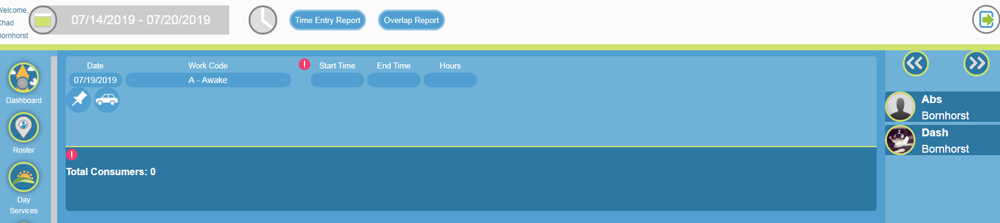 Welcome,
Chad
Bornhorst
07/14/2019 - 07/20/2019
Time Entry Report
Overlap Report
Dashboard
Roster
Day
Services
Date
Work Code
!
Start Time
End Time
Hours
07/19/2019
A - Awake
!
Total Consumers: 0
Abs
Bornhorst
Dash
Bornhorst